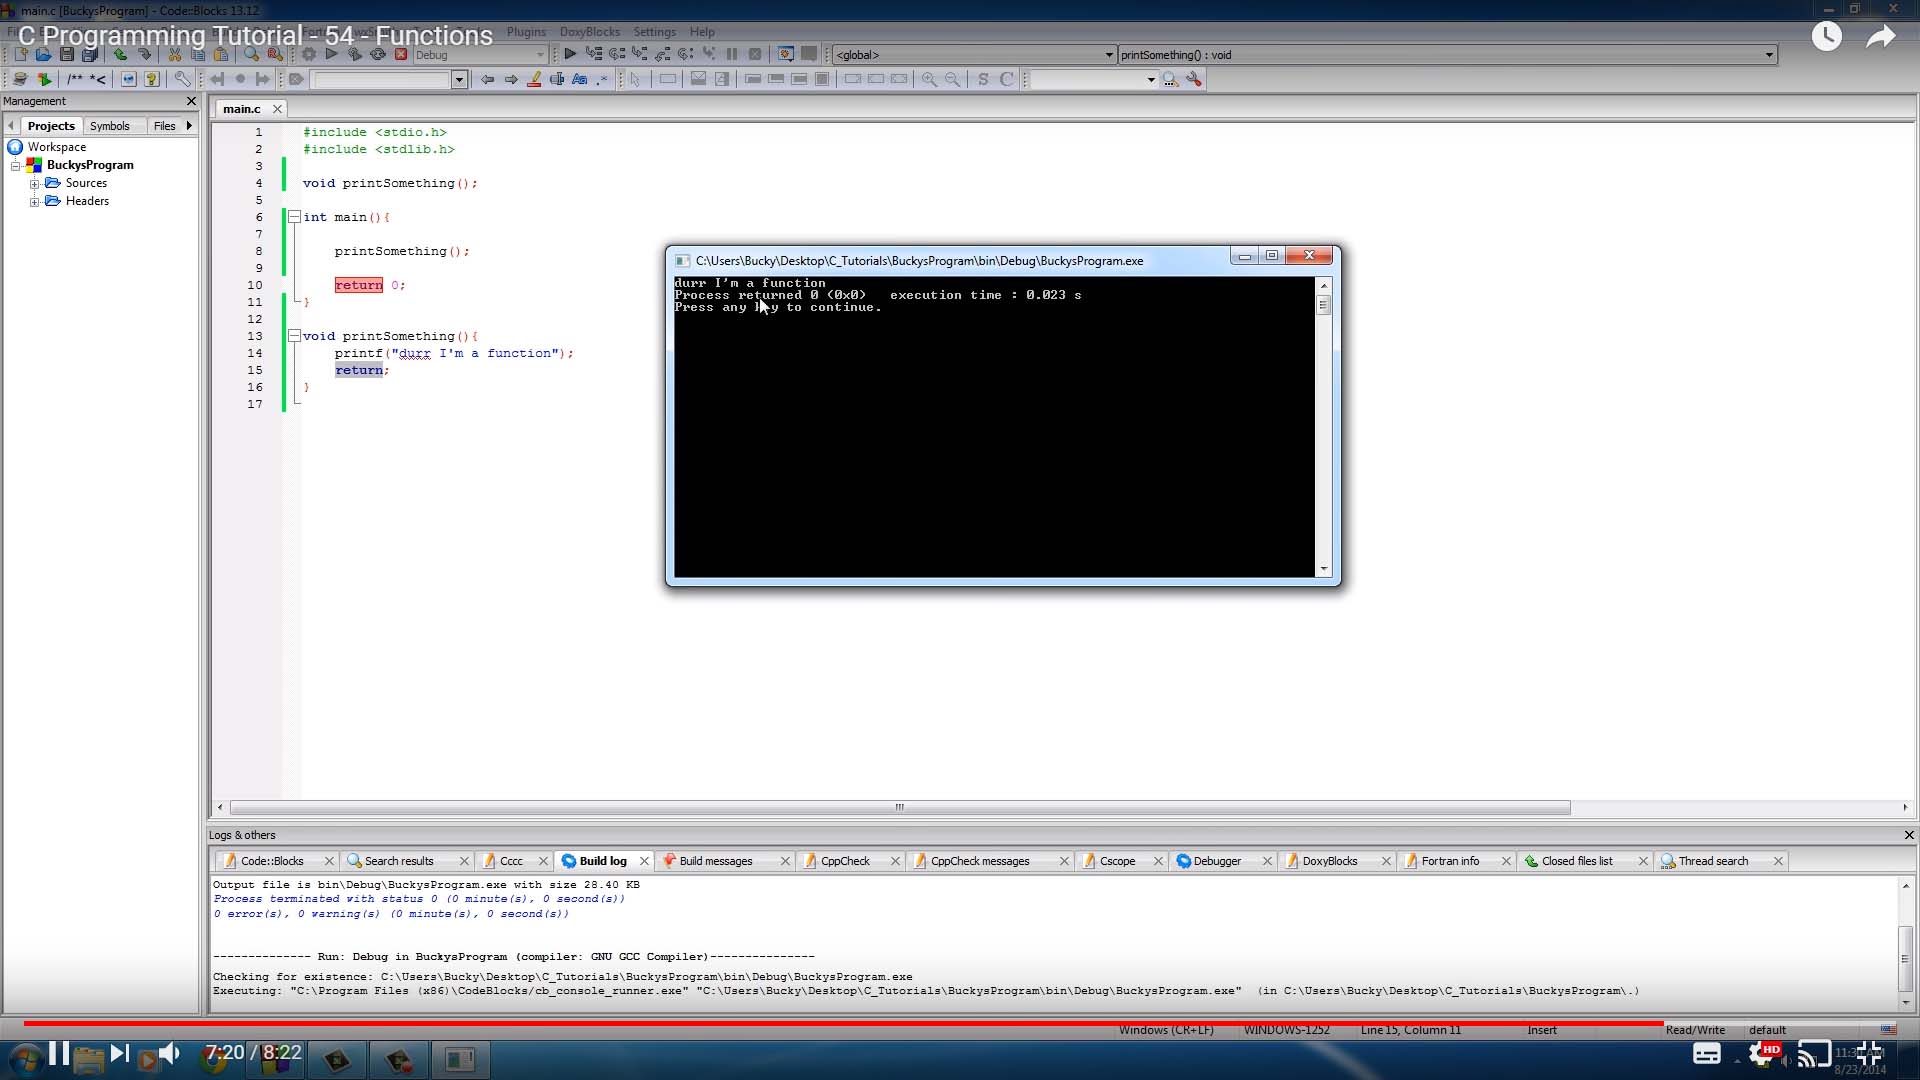 main.c [BuckysProgram] - Code::Blocks 13.12
C Programming Tutorial - 54 - Functions
Plugins DoxyBlocks Settings Help
Debug
<global>
printSomething() : void
/** *<
Aa .*
S C
Management
Projects Symbols Files
main.c
Workspace
BuckysProgram
Sources
Headers
1 #include <stdio.h>
2 #include <stdlib.h>
3
4 void printSomething();
5
6 int main(){
7
8 printSomething();
9
10 return 0;
11 }
12
13 void printSomething(){
14 printf("durr I'm a function");
15 return;
16 }
17
C:\Users\Bucky\Desktop\C_Tutorials\BuckysProgram\bin\Debug\BuckysProgram.exe
durr I'm a function
Process returned 0 (0x0) execution time : 0.023 s
Press any key to continue.
Logs & others
Code::Blocks Search results Cccc Build log Build messages CppCheck CppCheck messages Cscope Debugger DoxyBlocks Fortran info Closed files list Thread search
Output file is bin\Debug\BuckysProgram.exe with size 28.40 KB
Process terminated with status 0 (0 minute(s), 0 second(s))
0 error(s), 0 warning(s) (0 minute(s), 0 second(s))
-------------- Run: Debug in BuckysProgram (compiler: GNU GCC Compiler)---------------
Checking for existence: C:\Users\Bucky\Desktop\C_Tutorials\BuckysProgram\bin\Debug\BuckysProgram.exe
Executing: "C:\Program Files (x86)\CodeBlocks/cb_console_runner.exe" "C:\Users\Bucky\Desktop\C_Tutorials\BuckysProgram\bin\Debug\BuckysProgram.exe" (in C:\Users\Bucky\Desktop\C_Tutorials\BuckysProgram\.)
Windows (CR+LF) WINDOWS-1252 Line 15, Column 11 Insert Read/Write default
7:20 / 8:22
HD
8/23/2014